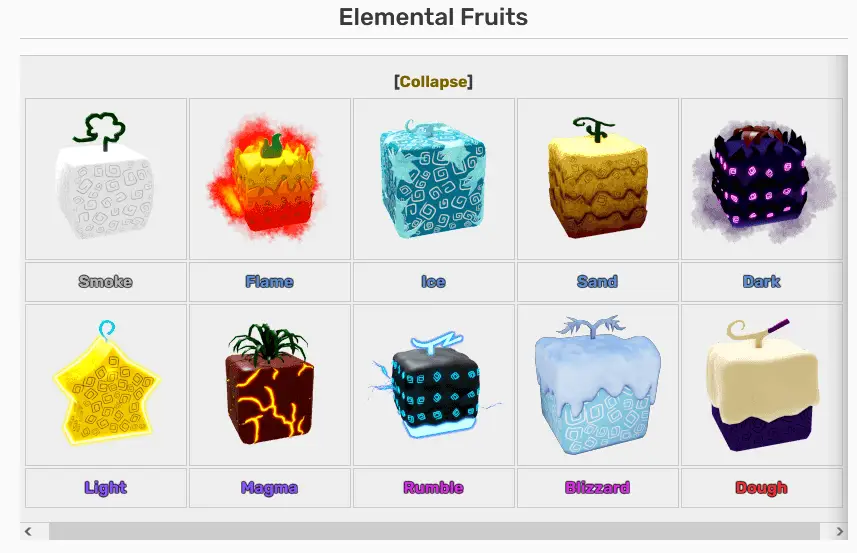 Elemental Fruits
[Collapse]
Smoke Flame Ice Sand Dark
Light Magma Rumble Blizzard Dough